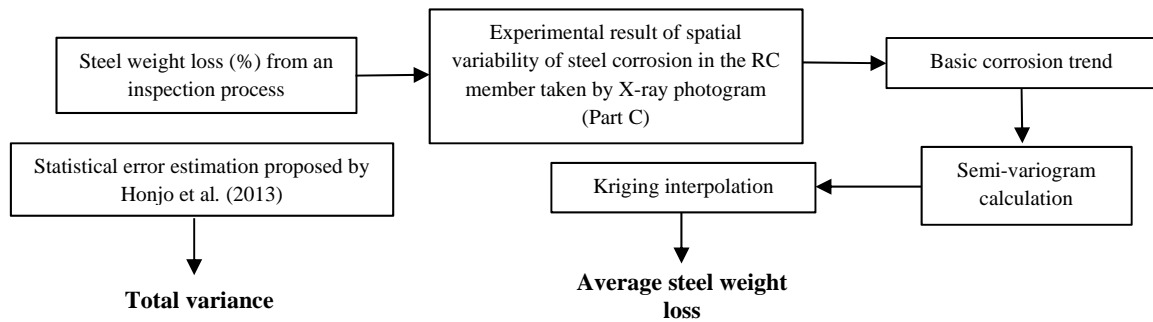 Steel weight loss (%) from an
inspection process
Experimental result of spatial
variability of steel corrosion in the RC
member taken by X-ray photogram
(Part C)
Basic corrosion trend
Statistical error estimation proposed by
Honjo et al. (2013)
Kriging interpolation
Semi-variogram
calculation
Total variance
Average steel weight
loss